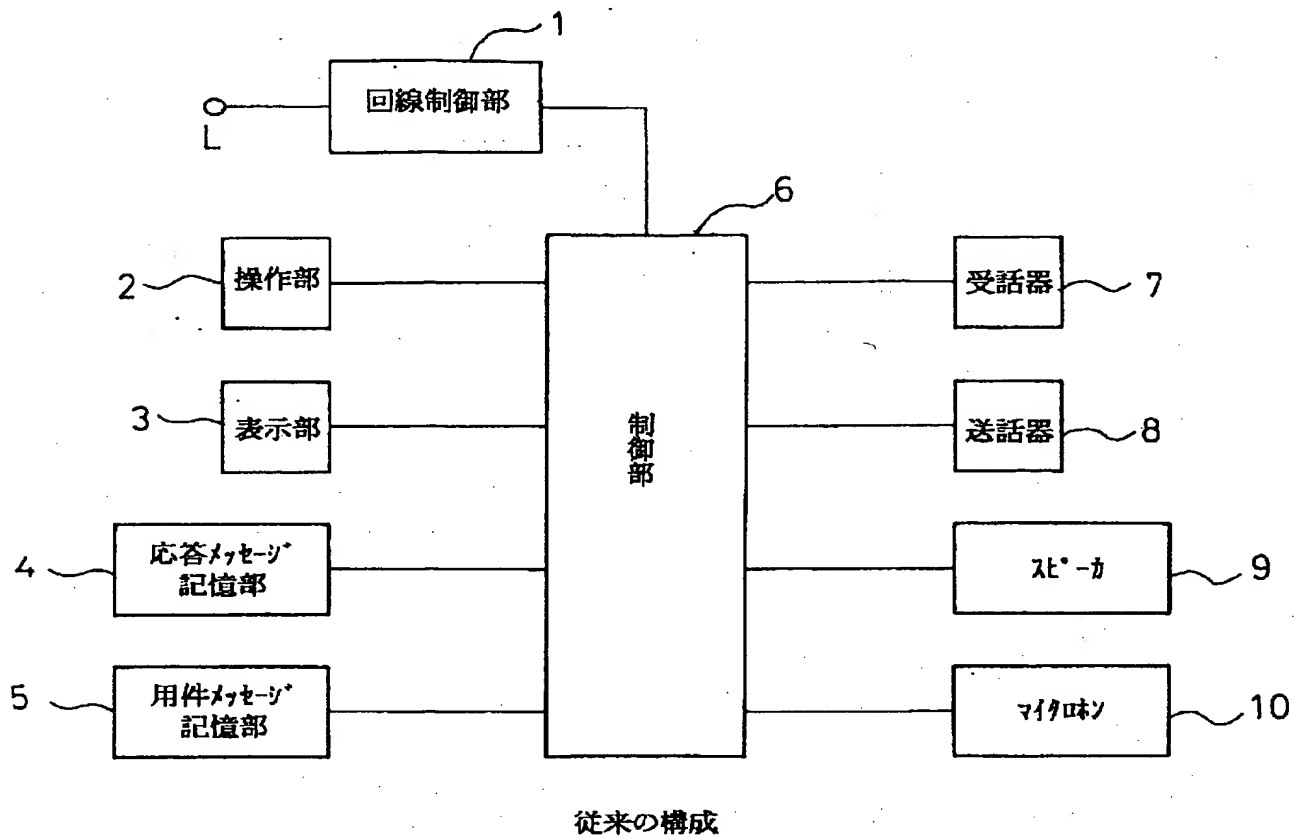 1
回線制御部
L
6
2
操作部
受話器
7
3
表示部
制御部
送話器
8
4
応答ﾒｯｾｰｼﾞ
記憶部
ｽﾋﾟｰｶ
9
5
用件ﾒｯｾｰｼﾞ
記憶部
ﾏｲｸﾛﾎﾝ
10
従来の構成